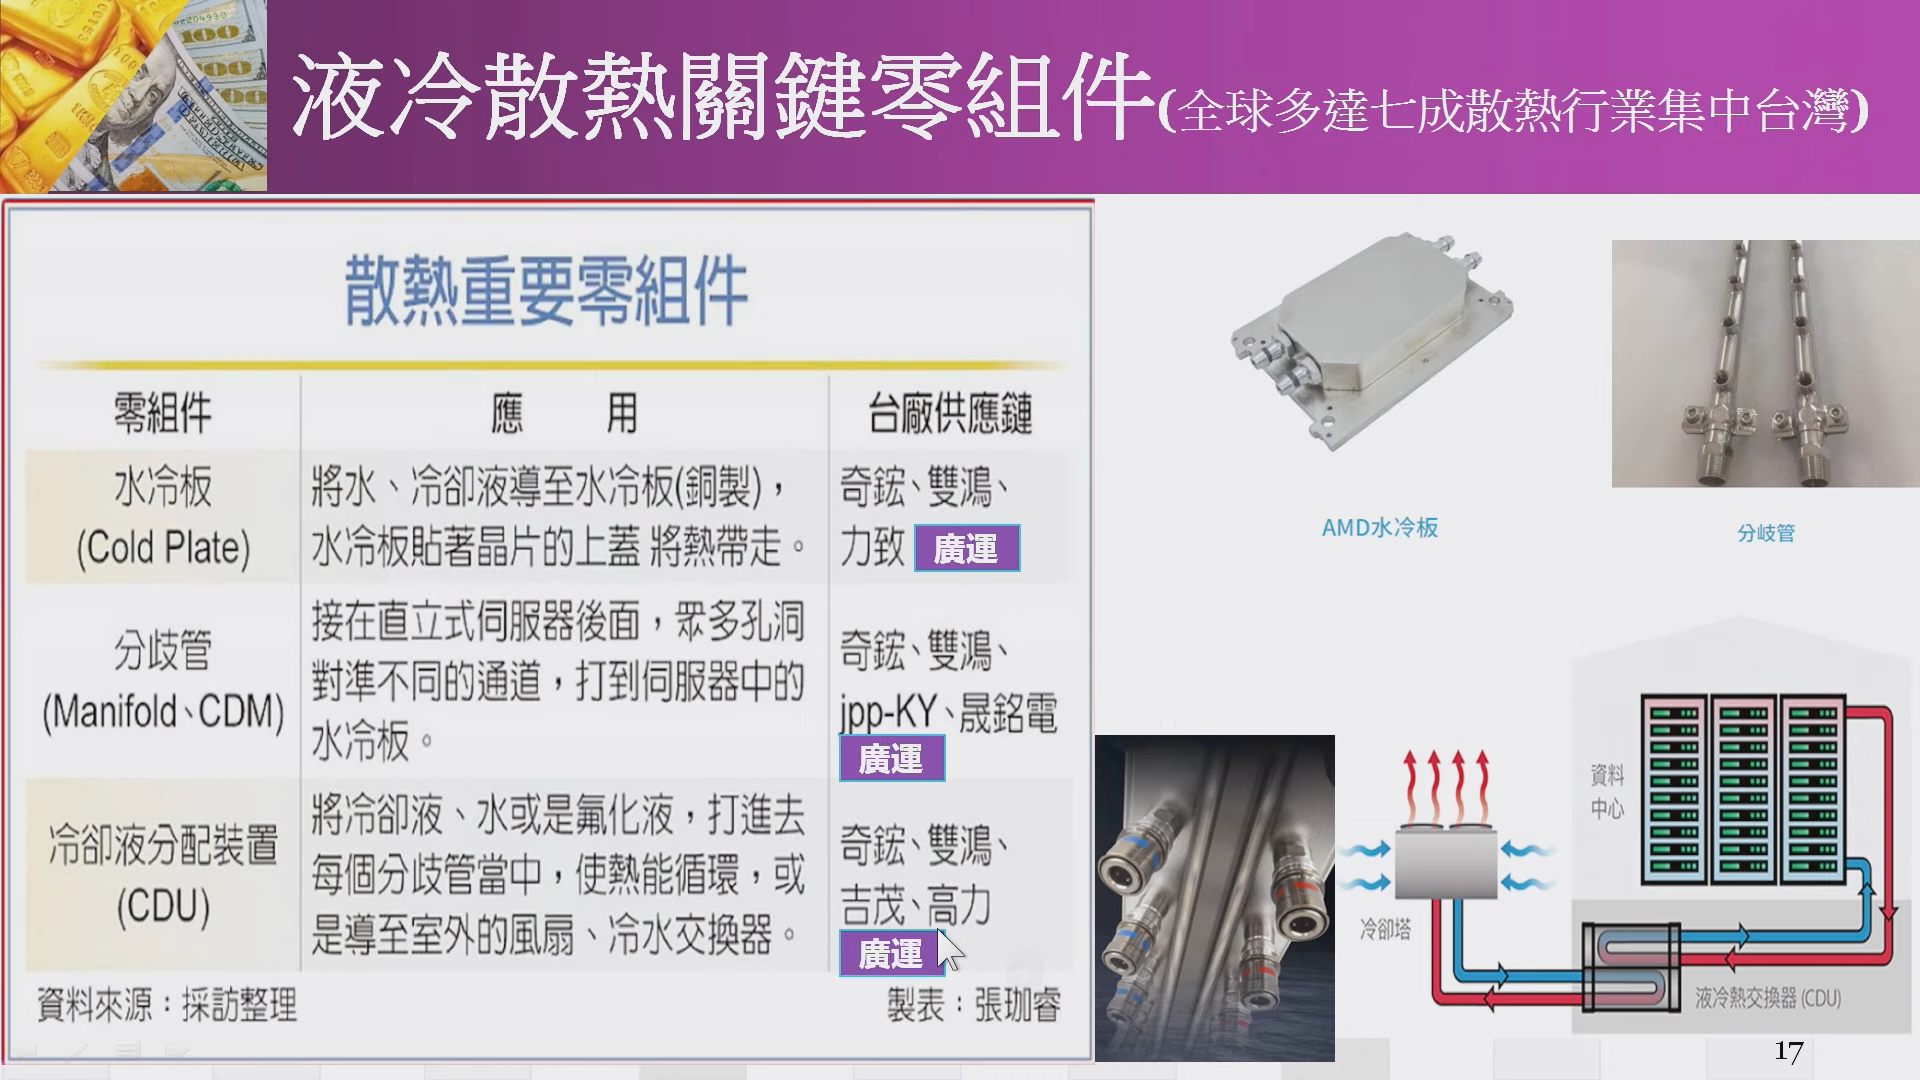 液冷散熱關鍵零組件(全球多達七成散熱行業集中台灣)
散熱重要零組件
零組件
應 用
台廠供應鏈
水冷板
(Cold Plate)
將水、冷卻液導至水冷板(銅製)，
水冷板貼著晶片的上蓋 將熱帶走。
奇鋐、雙鴻、
力致 廣運
分歧管
(Manifold、CDM)
接在直立式伺服器後面，眾多孔洞
對準不同的通道，打到伺服器中的
水冷板。
奇鋐、雙鴻、
jpp-KY、晟銘電
廣運
冷卻液分配裝置
(CDU)
將冷卻液、水或是氟化液，打進去
每個分歧管當中，使熱能循環，或
是導至室外的風扇、冷水交換器。
奇鋐、雙鴻、
吉茂、高力
廣運
資料來源：採訪整理
製表：張珈睿
AMD水冷板
分岐管
資料
中心
冷卻塔
液冷熱交換器 (CDU)
17